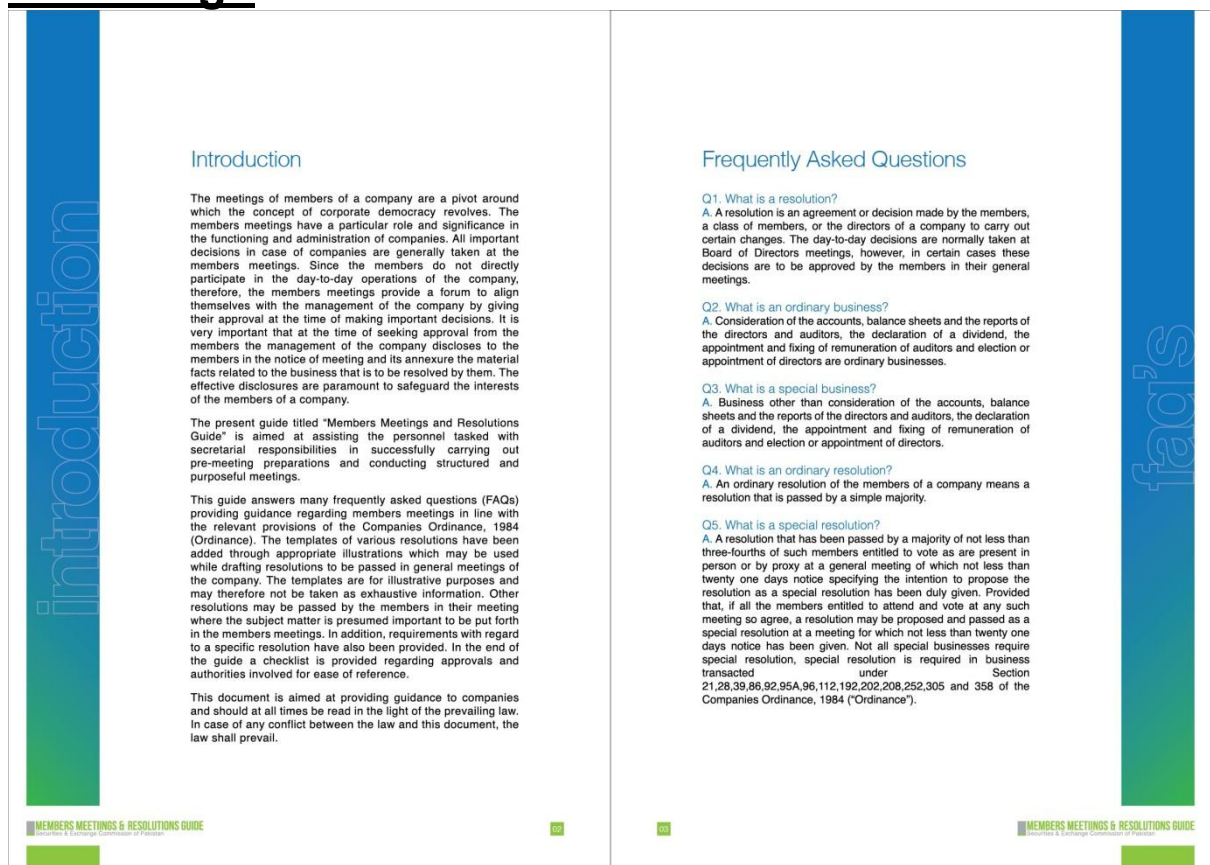 introduction
Introduction
The meetings of members of a company are a pivot around
which the concept of corporate democracy revolves. The
members meetings have a particular role and significance in
the functioning and administration of companies. All important
decisions in case of companies are generally taken at the
members meetings. Since the members do not directly
participate in the day-to-day operations of the company,
therefore, the members meetings provide a forum to align
themselves with the management of the company by giving
their approval at the time of making important decisions. It is
very important that at the time of seeking approval from the
members the management of the company discloses to the
members in the notice of meeting and its annexure the material
facts related to the business that is to be resolved by them. The
effective disclosures are paramount to safeguard the interests
of the members of a company.
The present guide titled “Members Meetings and Resolutions
Guide” is aimed at assisting the personnel tasked with
secretarial responsibilities in successfully carrying out
pre-meeting preparations and conducting structured and
purposeful meetings.
This guide answers many frequently asked questions (FAQs)
providing guidance regarding members meetings in line with
the relevant provisions of the Companies Ordinance, 1984
(Ordinance). The templates of various resolutions have been
added through appropriate illustrations which may be used
while drafting resolutions to be passed in general meetings of
the company. The templates are for illustrative purposes and
may therefore not be taken as exhaustive information. Other
resolutions may be passed by the members in their meeting
where the subject matter is presumed important to be put forth
in the members meetings. In addition, requirements with regard
to a specific resolution have also been provided. In the end of
the guide a checklist is provided regarding approvals and
authorities involved for ease of reference.
This document is aimed at providing guidance to companies
and should at all times be read in the light of the prevailing law.
In case of any conflict between the law and this document, the
law shall prevail.
MEMBERS MEETIINGS & RESOLUTIONS GUIDE
Securities & Exchange Commission of Pakistan
02
Frequently Asked Questions
Q1. What is a resolution?
A. A resolution is an agreement or decision made by the members,
a class of members, or the directors of a company to carry out
certain changes. The day-to-day decisions are normally taken at
Board of Directors meetings, however, in certain cases these
decisions are to be approved by the members in their general
meetings.
Q2. What is an ordinary business?
A. Consideration of the accounts, balance sheets and the reports of
the directors and auditors, the declaration of a dividend, the
appointment and fixing of remuneration of auditors and election or
appointment of directors are ordinary businesses.
Q3. What is a special business?
A. Business other than consideration of the accounts, balance
sheets and the reports of the directors and auditors, the declaration
of a dividend, the appointment and fixing of remuneration of
auditors and election or appointment of directors.
Q4. What is an ordinary resolution?
A. An ordinary resolution of the members of a company means a
resolution that is passed by a simple majority.
Q5. What is a special resolution?
A. A resolution that has been passed by a majority of not less than
three-fourths of such members entitled to vote as are present in
person or by proxy at a general meeting of which not less than
twenty one days notice specifying the intention to propose the
resolution as a special resolution has been duly given. Provided
that, if all the members entitled to attend and vote at any such
meeting so agree, a resolution may be proposed and passed as a
special resolution at a meeting for which not less than twenty one
days notice has been given. Not all special businesses require
special resolution, special resolution is required in business
transacted under Section
21,28,39,86,92,95A,96,112,192,202,208,252,305 and 358 of the
Companies Ordinance, 1984 (“Ordinance”).
faq's
03
MEMBERS MEETIINGS & RESOLUTIONS GUIDE
Securities & Exchange Commission of Pakistan